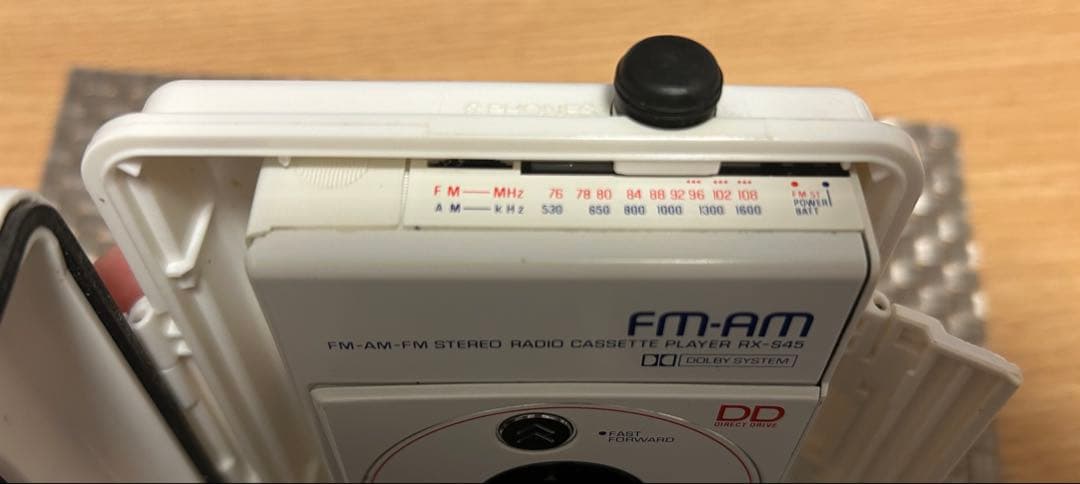 PHONES
FM MHz 76 78 80 84 88 92 96 102 108
AM kHz 530 650 800 1000 1300 1600
FM ST
POWER
BATT
FM-AM
FM-AM-FM STEREO RADIO CASSETTE PLAYER RX-S45
DOLBY SYSTEM
DD
DIRECT DRIVE
FAST
FORWARD